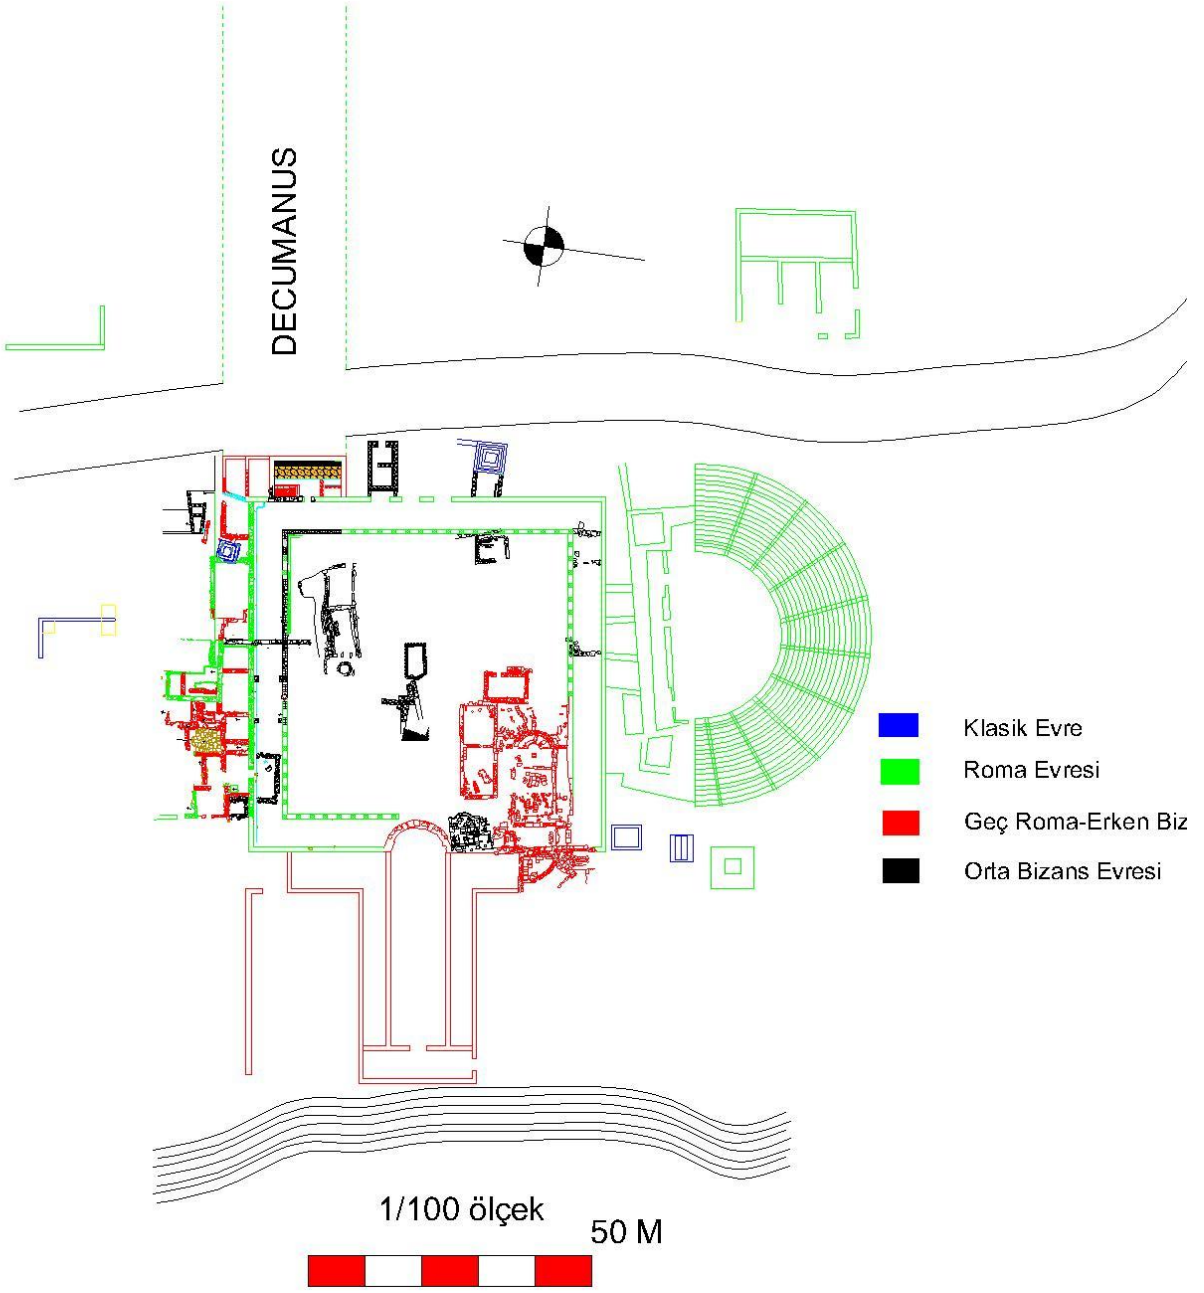 DECUMANUS
Klasik Evre
Roma Evresi
Geç Roma-Erken Biz
Orta Bizans Evresi
1/100 ölçek
50 M